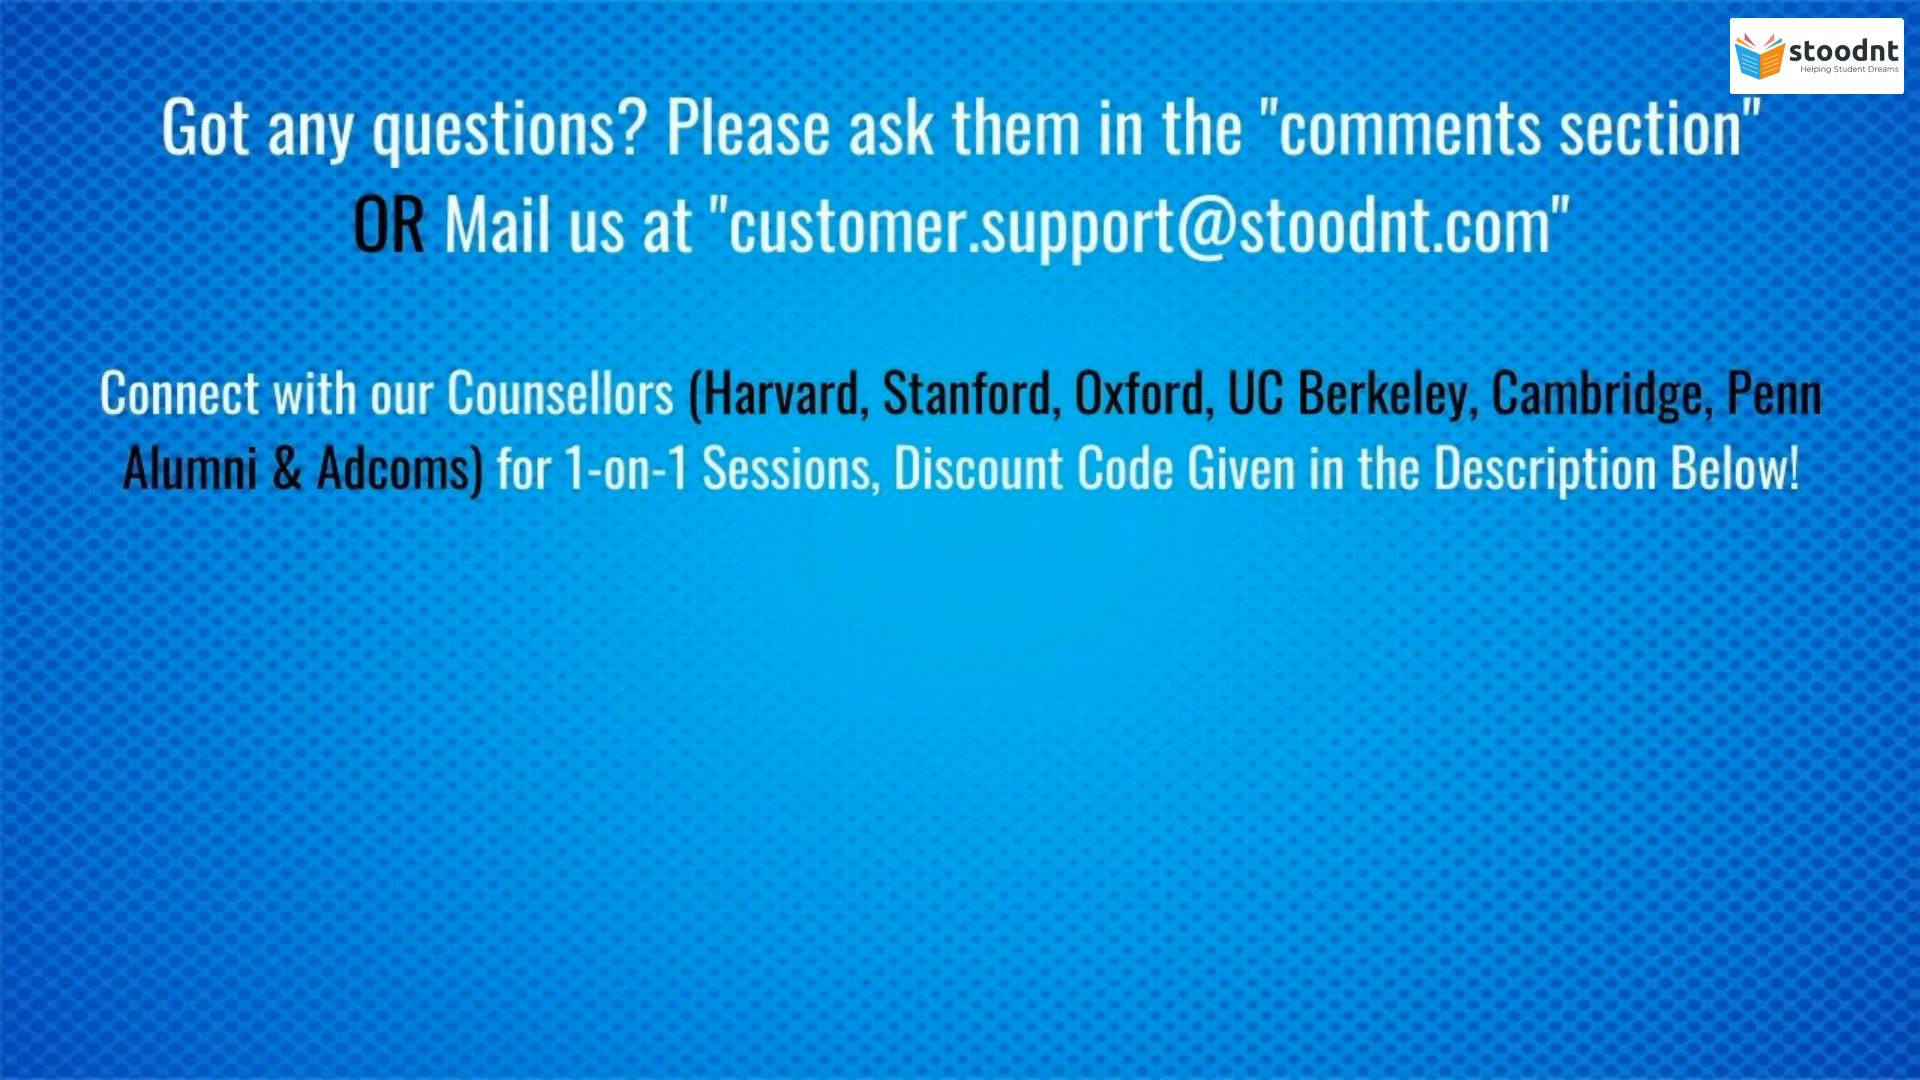 stoodnt
Helping Student Dreams
Got any questions? Please ask them in the "comments section"
OR Mail us at "customer.support@stoodnt.com"
Connect with our Counsellors (Harvard, Stanford, Oxford, UC Berkeley, Cambridge, Penn
Alumni & Adcoms) for 1-on-1 Sessions, Discount Code Given in the Description Below!